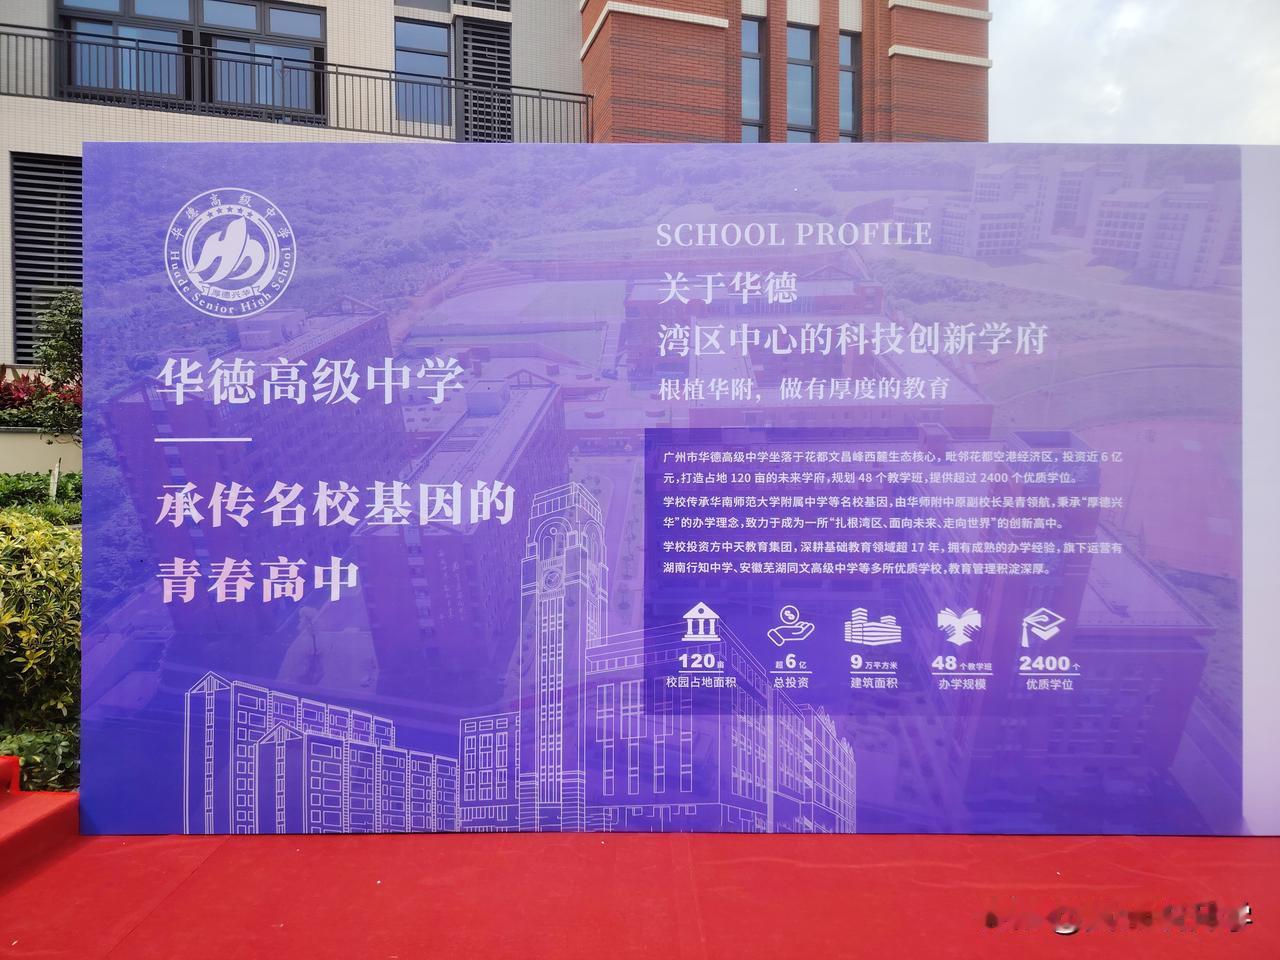 华德高级中学
厚德兴华
Huade Senior High School
华德高级中学
承传名校基因的
青春高中
SCHOOL PROFILE
关于华德
湾区中心的科技创新学府
根植华附，做有厚度的教育
广州市华德高级中学坐落于花都文昌峰西麓生态核心，毗邻花都空港经济区，投资近6亿
元，打造占地120亩的未来学府，规划48个教学班，提供超过2400个优质学位。
学校传承华南师范大学附属中学等名校基因，由华师附中原副校长吴青领航，秉承“厚德兴
华”的办学理念，致力于成为一所“扎根湾区、面向未来、走向世界”的创新高中。
学校投资方中天教育集团，深耕基础教育领域超17年，拥有成熟的办学经验，旗下运营有
湖南行知中学、安徽芜湖同文高级中学等多所优质学校，教育管理积淀深厚。
120亩
校园占地面积
超6亿
总投资
9万平方米
建筑面积
48个教学班
办学规模
2400个
优质学位